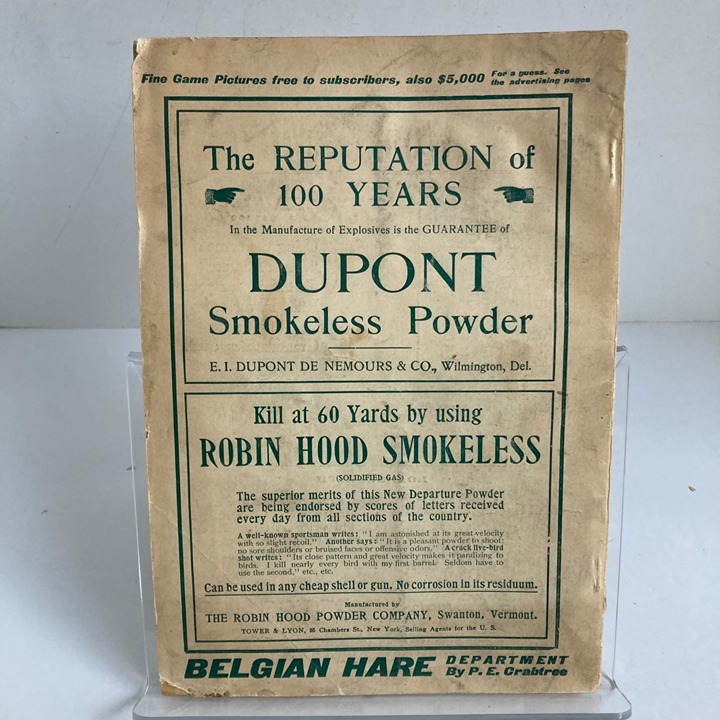 Fine Game Pictures free to subscribers, also $5,000 For a guess. See
the advertising pages
The REPUTATION of
100 YEARS
In the Manufacture of Explosives is the GUARANTEE of
DUPONT
Smokeless Powder
E. I. DUPONT DE NEMOURS & CO., Wilmington, Del.
Kill at 60 Yards by using
ROBIN HOOD SMOKELESS
(SOLIDIFIED GAS)
The superior merits of this New Departure Powder
are being endorsed by scores of letters received
every day from all sections of the country.
A well-known sportsman writes: "I am astonished at its great velocity
with so slight recoil." Another says: "It is a pleasant powder to shoot;
no sore shoulders or bruised faces or offensive odors." A crack live-bird
shot writes: "Its close pattern and great velocity makes it paralizing to
birds. I kill nearly every bird with my first barrel. Seldom have to
use the second," etc., etc.
Can be used in any cheap shell or gun. No corrosion in its residuum.
Manufactured by
THE ROBIN HOOD POWDER COMPANY, Swanton, Vermont.
TOWER & LYON, 95 Chambers St., New York, Selling Agents for the U. S.
BELGIAN HARE DEPARTMENT
By P. E. Crabtree